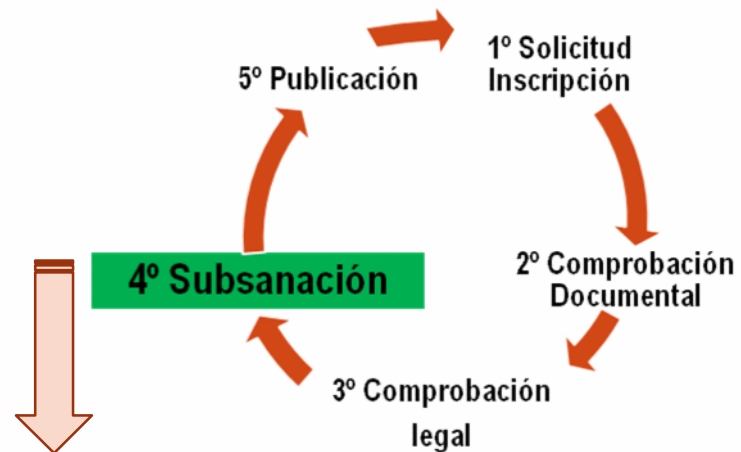 1º Solicitud
Inscripción
2º Comprobación
Documental
3º Comprobación
legal
4º Subsanación
5º Publicación